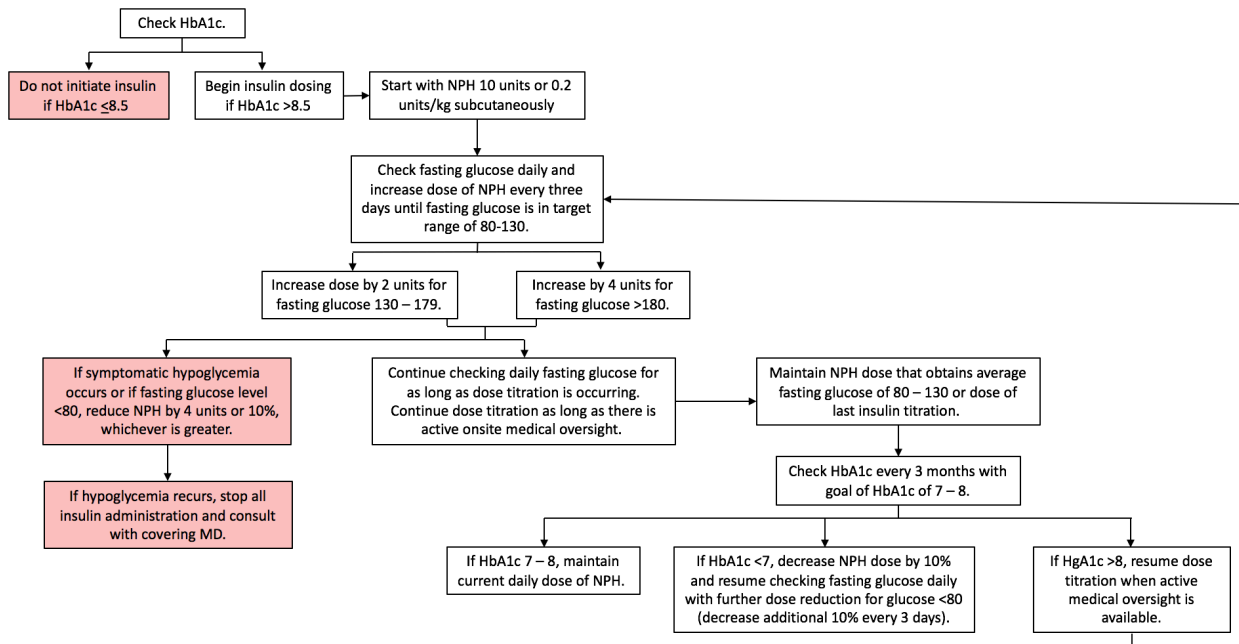 Check HbA1c.
Do not initiate insulin
if HbA1c ≤8.5
Begin insulin dosing
if HbA1c >8.5
Start with NPH 10 units or 0.2
units/kg subcutaneously
Check fasting glucose daily and
increase dose of NPH every three
days until fasting glucose is in target
range of 80-130.
Increase dose by 2 units for
fasting glucose 130 – 179.
Increase by 4 units for
fasting glucose >180.
If symptomatic hypoglycemia
occurs or if fasting glucose level
<80, reduce NPH by 4 units or 10%,
whichever is greater.
Continue checking daily fasting glucose for
as long as dose titration is occurring.
Continue dose titration as long as there is
active onsite medical oversight.
Maintain NPH dose that obtains average
fasting glucose of 80 – 130 or dose of
last insulin titration.
If hypoglycemia recurs, stop all
insulin administration and consult
with covering MD.
Check HbA1c every 3 months with
goal of HbA1c of 7 – 8.
If HbA1c 7 – 8, maintain
current daily dose of NPH.
If HbA1c <7, decrease NPH dose by 10%
and resume checking fasting glucose daily
with further dose reduction for glucose <80
(decrease additional 10% every 3 days).
If HgA1c >8, resume dose
titration when active
medical oversight is
available.